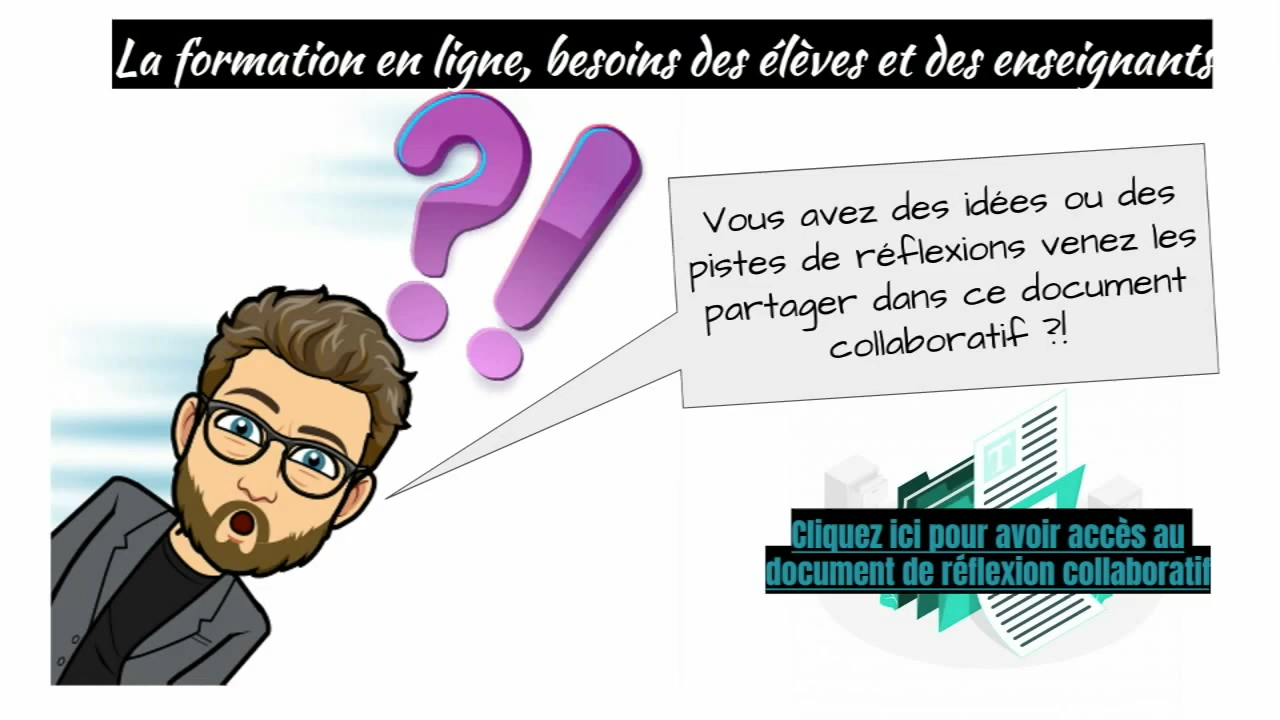 La formation en ligne, besoins des élèves et des enseignants
Vous avez des idées ou des
pistes de réflexions venez les
partager dans ce document
collaboratif ?!
T
Cliquez ici pour avoir accès au
document de réflexion collaboratif